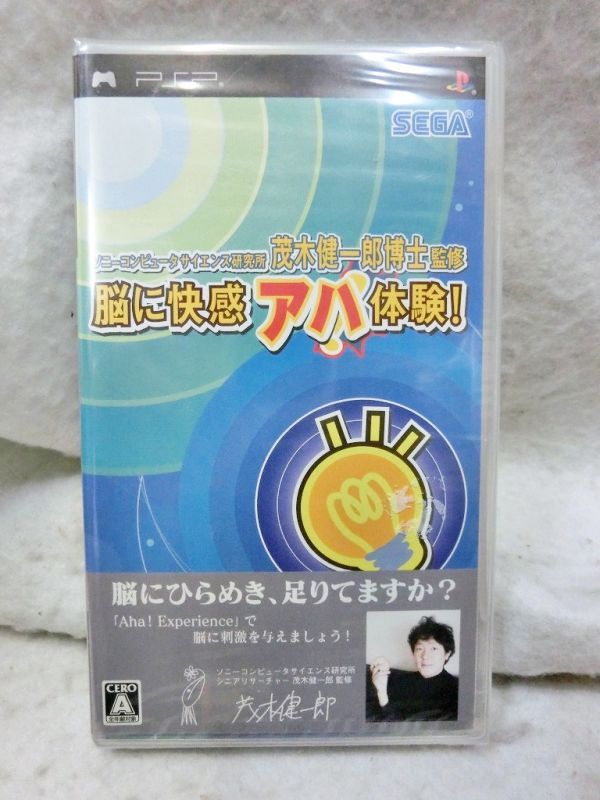 PSP
SEGA
ソニーコンピュータサイエンス研究所 茂木健一郎博士 監修
脳に快感 アハ 体験!
脳にひらめき、足りてますか?
「Aha! Experience」で
脳に刺激を与えましょう!
ソニーコンピュータサイエンス研究所
シニアリサーチャー 茂木健一郎 監修
茂木健一郎
CERO
A
全年齢対象